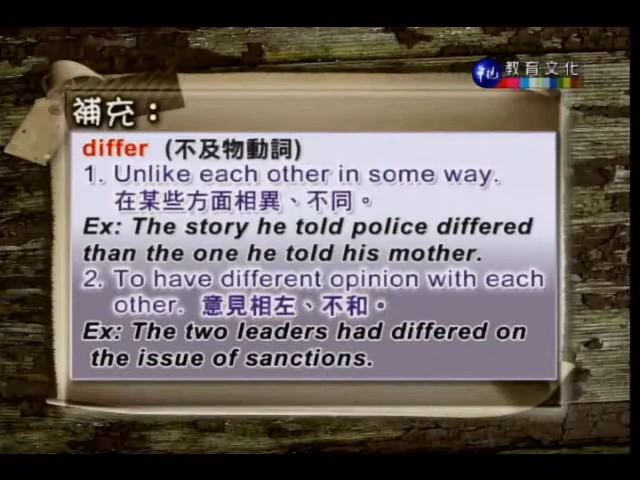 華視 教育文化
補充：
differ (不及物動詞)
1. Unlike each other in some way.
在某些方面相異、不同。
Ex: The story he told police differed
than the one he told his mother.
2. To have different opinion with each
other. 意見相左、不和。
Ex: The two leaders had differed on
the issue of sanctions.